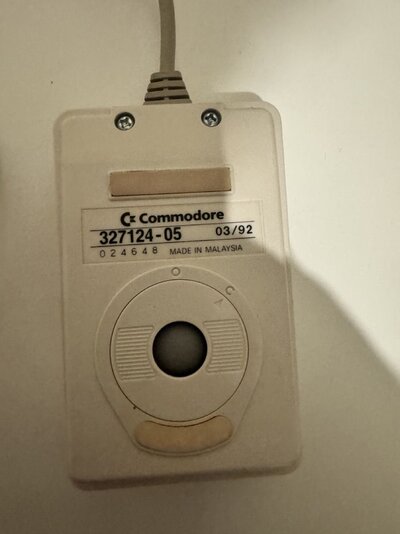 Commodore
327124-05 03/92
024648 MADE IN MALAYSIA
O
C
A